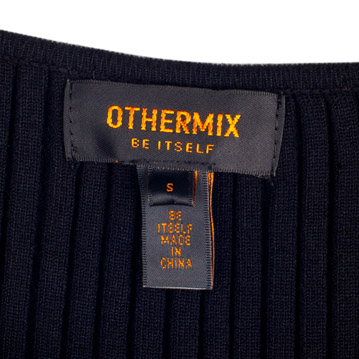 OTHERMIX
BE ITSELF
S
BE
ITSELF
MADE
IN
CHINA